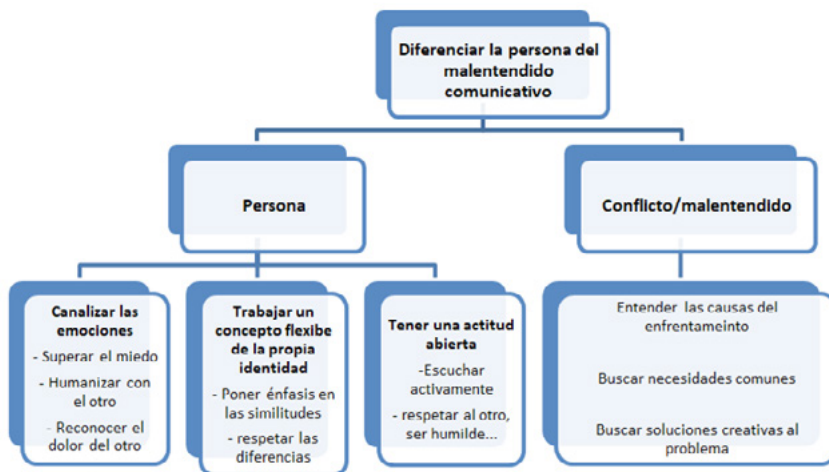 Diferenciar la persona del
malentendido
comunicativo
Persona
Conflicto/malentendido
Canalizar las
emociones
- Superar el miedo
- Humanizar con
el otro
- Reconocer el
dolor del otro
Trabajar un
concepto flexibe
de la propia
identidad
- Poner énfasis en
las similitudes
- respetar las
diferencias
Tener una actitud
abierta
-Escuchar
activamente
- respetar al otro,
ser humilde...
Entender las causas del
enfrentameinto
Buscar necesidades comunes
Buscar soluciones creativas al
problema